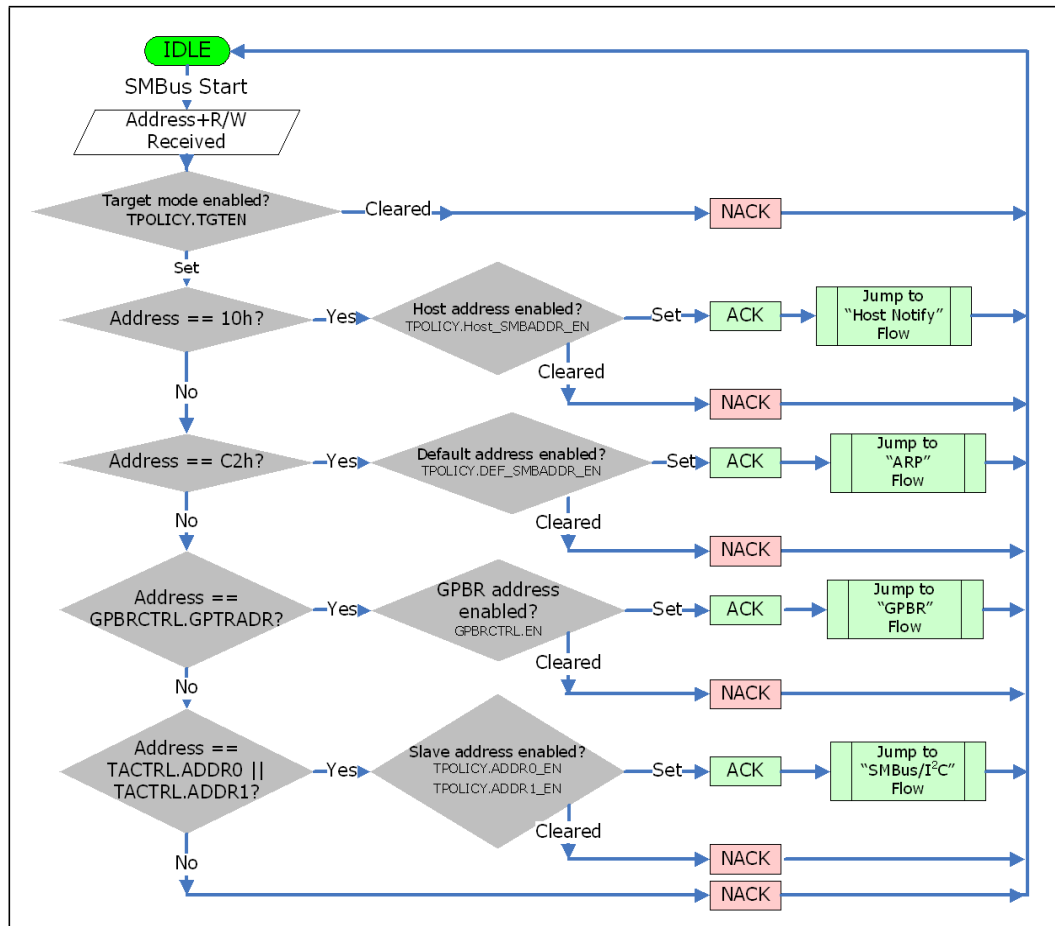 IDLE
SMBus Start
Address+R/W
Received
Target mode enabled?
TPOLICY.TGTEN
Cleared
NACK
Set
Address == 10h?
Yes
Host address enabled?
TPOLICY.Host_SMBADDR_EN
Set
ACK
Jump to
“Host Notify”
Flow
Cleared
NACK
No
Address == C2h?
Yes
Default address enabled?
TPOLICY.DEF_SMBADDR_EN
Set
ACK
Jump to
“ARP”
Flow
Cleared
NACK
No
Address ==
GPBRCTRL.GPTRADR?
Yes
GPBR address
enabled?
GPBRCTRL.EN
Set
ACK
Jump to
“GPBR”
Flow
Cleared
NACK
No
Address ==
TACTRL.ADDR0 ||
TACTRL.ADDR1?
Yes
Slave address enabled?
TPOLICY.ADDR0_EN
TPOLICY.ADDR1_EN
Set
ACK
Jump to
“SMBus/I²C”
Flow
Cleared
NACK
No
NACK